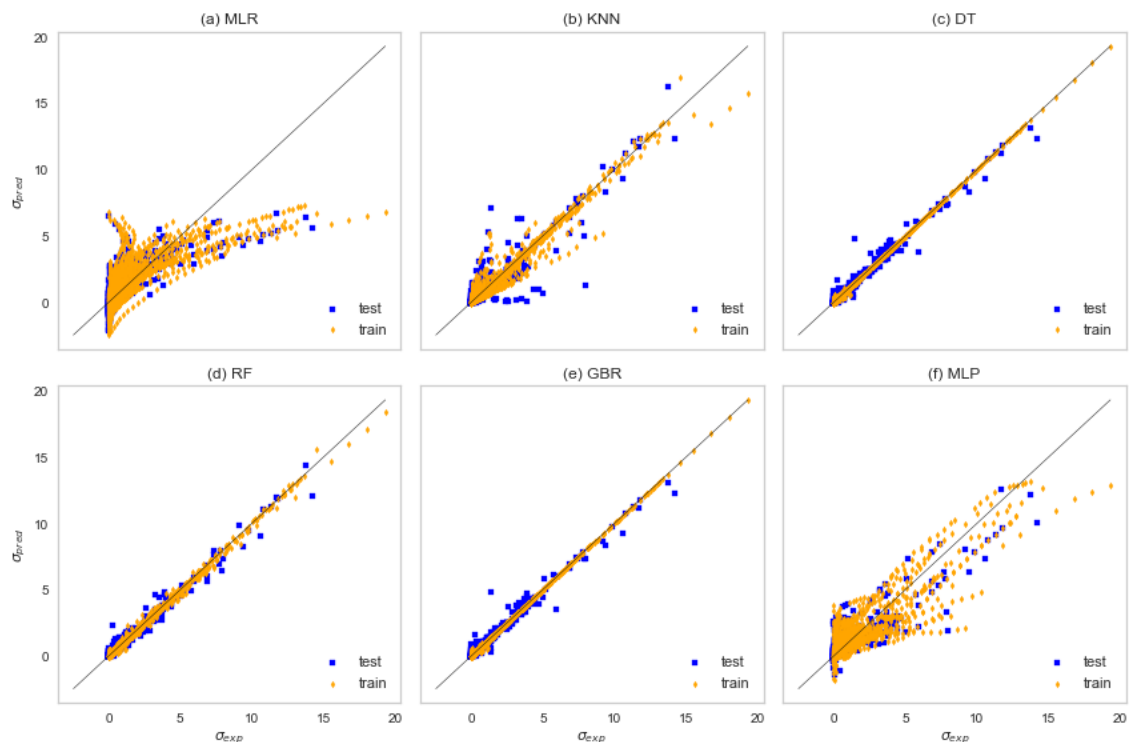 (a) MLR
(b) KNN
(c) DT
20
15
10
5
0
σpred
test
train
test
train
test
train
(d) RF
(e) GBR
(f) MLP
20
15
10
5
0
σpred
test
train
test
train
test
train
0 5 10 15 20
0 5 10 15 20
0 5 10 15 20
σexp
σexp
σexp